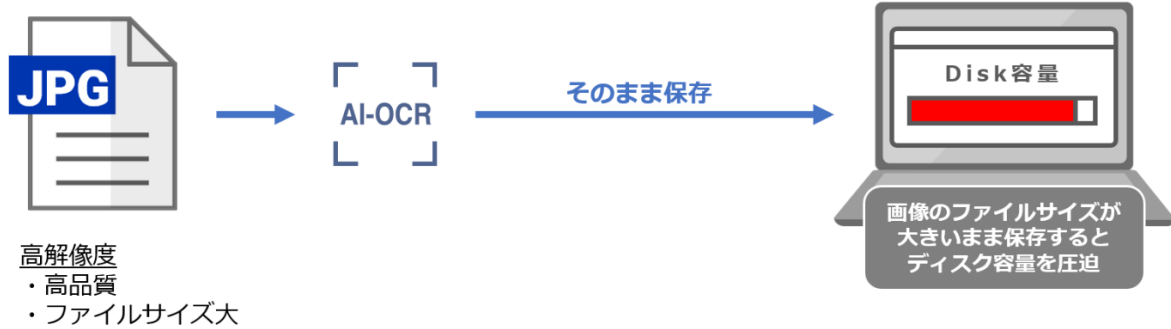 JPG
AI-OCR
そのまま保存
Disk容量
画像のファイルサイズが
大きいまま保存すると
ディスク容量を圧迫
高解像度
・高品質
・ファイルサイズ大